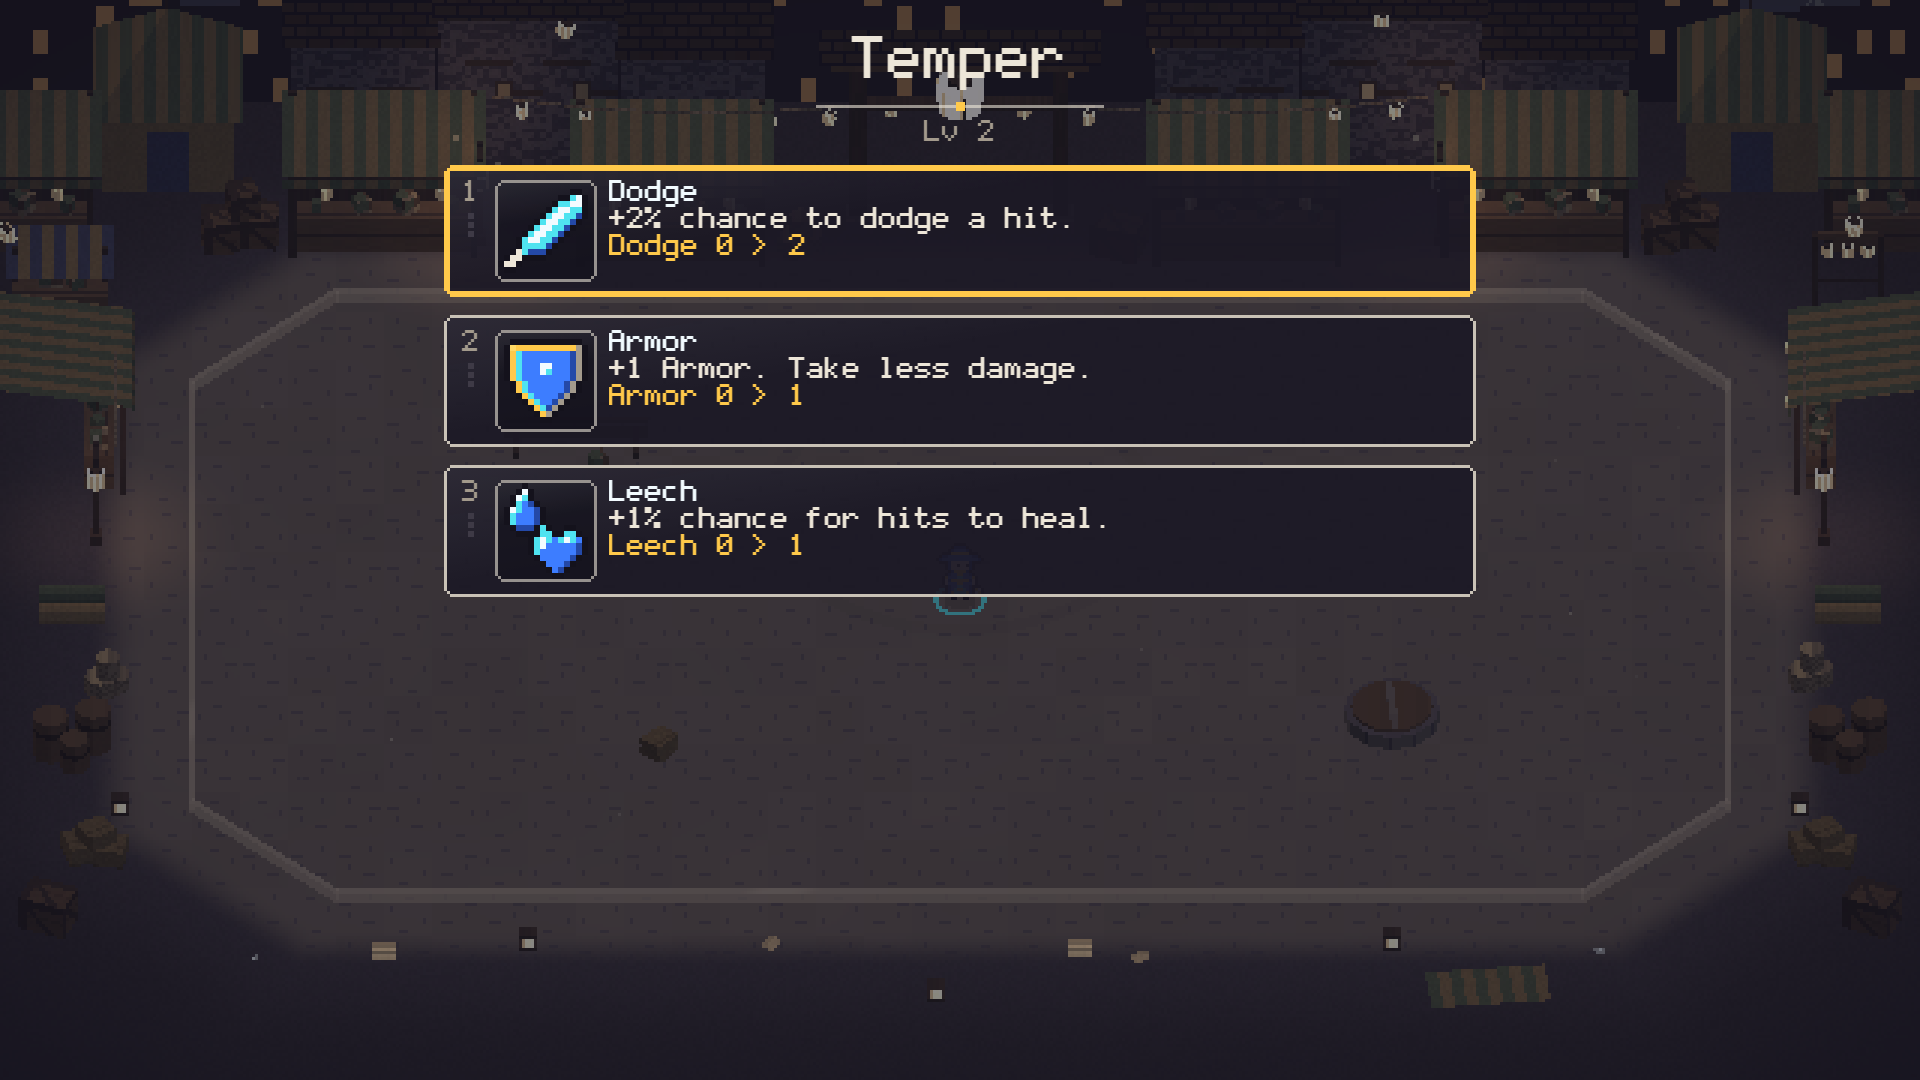 Temper
Lv 2
1
Dodge
+2% chance to dodge a hit.
Dodge 0 > 2
2
Armor
+1 Armor. Take less damage.
Armor 0 > 1
3
Leech
+1% chance for hits to heal.
Leech 0 > 1